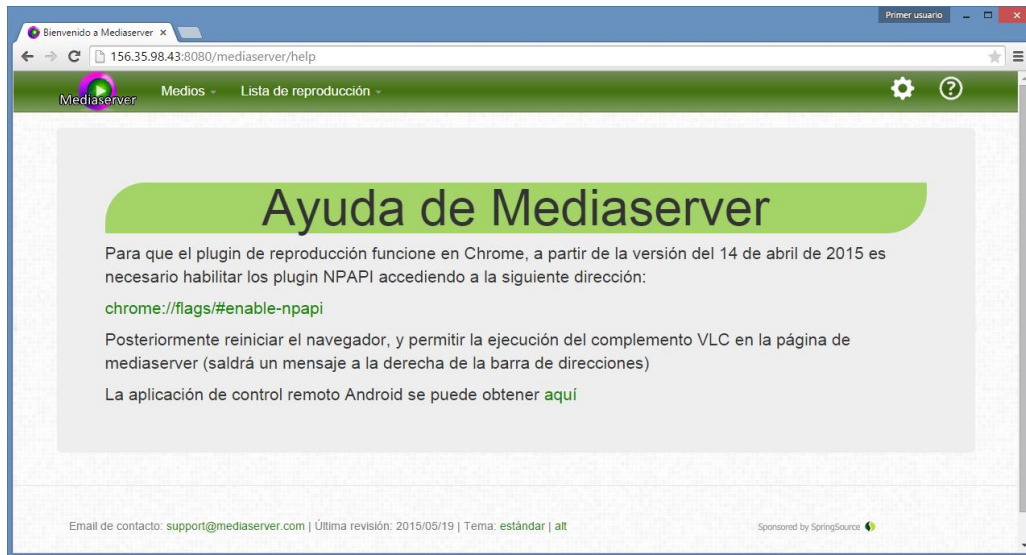 Primer usuario
Bienvenido a Mediaserver
156.35.98.43:8080/mediaserver/help
Mediaserver
Medios
Lista de reproducción
Ayuda de Mediaserver
Para que el plugin de reproducción funcione en Chrome, a partir de la versión del 14 de abril de 2015 es
necesario habilitar los plugin NPAPI accediendo a la siguiente dirección:
chrome://flags/#enable-npapi
Posteriormente reiniciar el navegador, y permitir la ejecución del complemento VLC en la página de
mediaserver (saldrá un mensaje a la derecha de la barra de direcciones)
La aplicación de control remoto Android se puede obtener aquí
Email de contacto: support@mediaserver.com | Última revisión: 2015/05/19 | Tema: estándar | alt
Sponsored by SpringSource